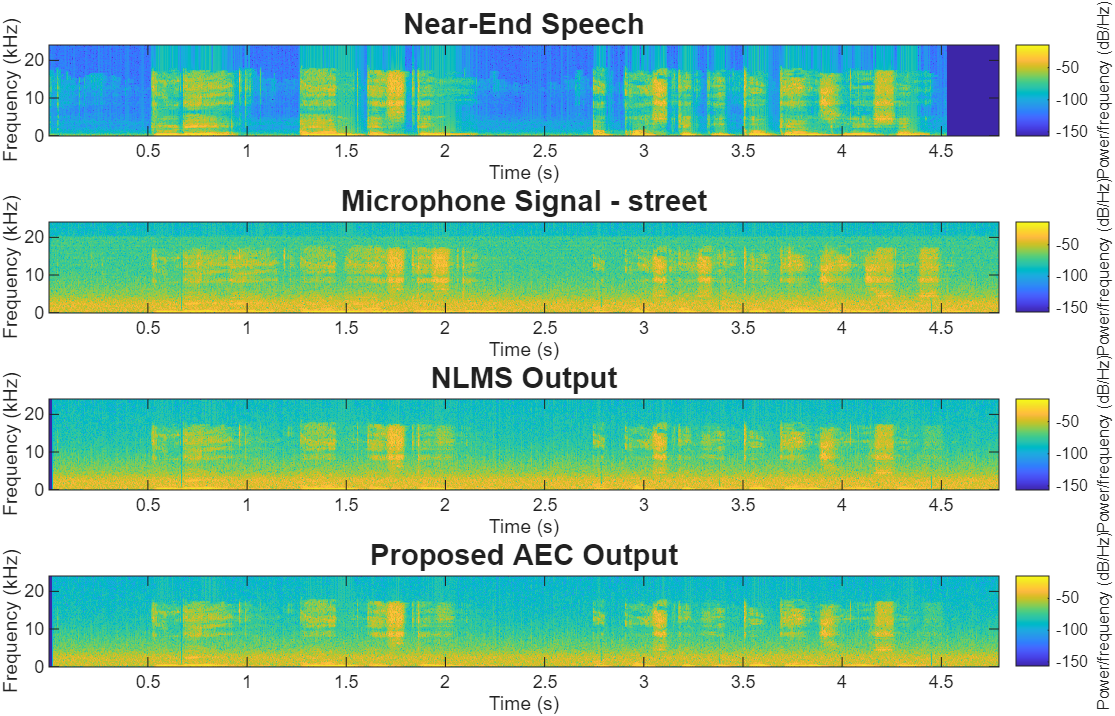 Near-End Speech
Frequency (kHz)
20
10
0
0.5 1 1.5 2 2.5 3 3.5 4 4.5
Time (s)
-50
-100
-150
Power/frequency (dB/Hz)
Microphone Signal - street
Frequency (kHz)
20
10
0
0.5 1 1.5 2 2.5 3 3.5 4 4.5
Time (s)
-50
-100
-150
Power/frequency (dB/Hz)
NLMS Output
Frequency (kHz)
20
10
0
0.5 1 1.5 2 2.5 3 3.5 4 4.5
Time (s)
-50
-100
-150
Power/frequency (dB/Hz)
Proposed AEC Output
Frequency (kHz)
20
10
0
0.5 1 1.5 2 2.5 3 3.5 4 4.5
Time (s)
-50
-100
-150
Power/frequency (dB/Hz)